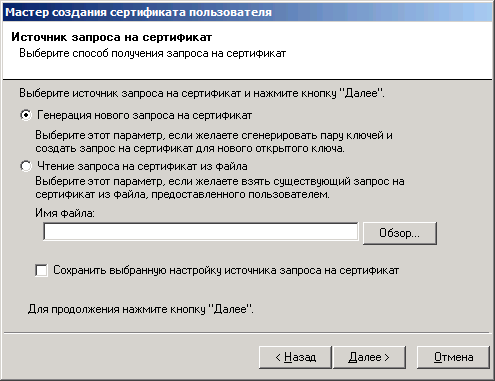 Мастер создания сертификата пользователя
Источник запроса на сертификат
Выберите способ получения запроса на сертификат
Выберите источник запроса на сертификат и нажмите кнопку "Далее".
Генерация нового запроса на сертификат
Выберите этот параметр, если желаете сгенерировать пару ключей и
создать запрос на сертификат для нового открытого ключа.
Чтение запроса на сертификат из файла
Выберите этот параметр, если желаете взять существующий запрос на
сертификат из файла, предоставленного пользователем.
Имя файла:
Обзор...
Сохранить выбранную настройку источника запроса на сертификат
Для продолжения нажмите кнопку "Далее".
< Назад
Далее >
Отмена